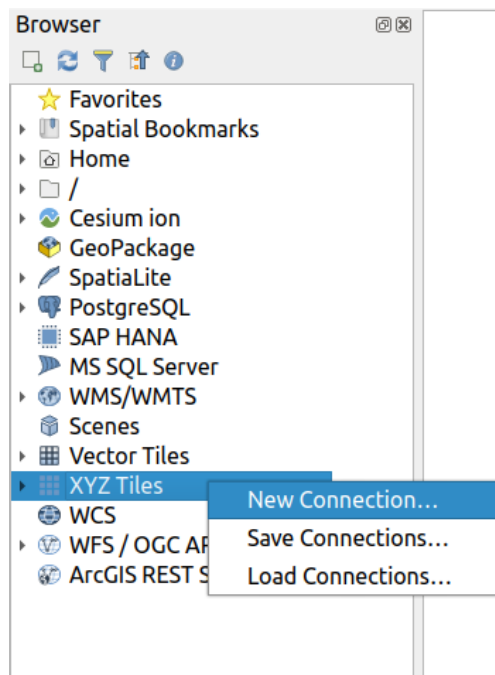 Browser
Favorites
Spatial Bookmarks
Home
/
Cesium ion
GeoPackage
SpatiaLite
PostgreSQL
SAP HANA
MS SQL Server
WMS/WMTS
Scenes
Vector Tiles
XYZ Tiles
New Connection...
WCS
Save Connections...
WFS / OGC
Load Connections...
ArcGIS REST